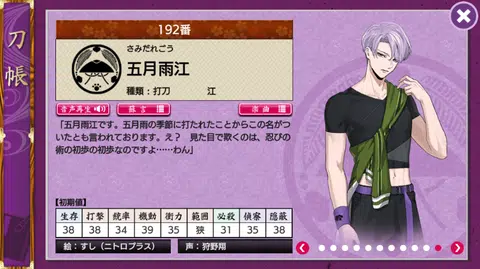 192番
刀帳
さみだれごう
五月雨江
種類：打刀 江
音声再生
「五月雨江です。五月雨の季節に打たれたことからこの名がつ
いたとも言われております。え？ 見た目で欺くのは、忍びの
術の初歩の初歩なのですよ……わん」
【初期値】
生存 打撃 統率 機動 衝力 範囲 必殺 偵察 隠蔽
38 38 34 39 35 狭 31 35 38
絵：すし（ニトロプラス） 声：狩野翔